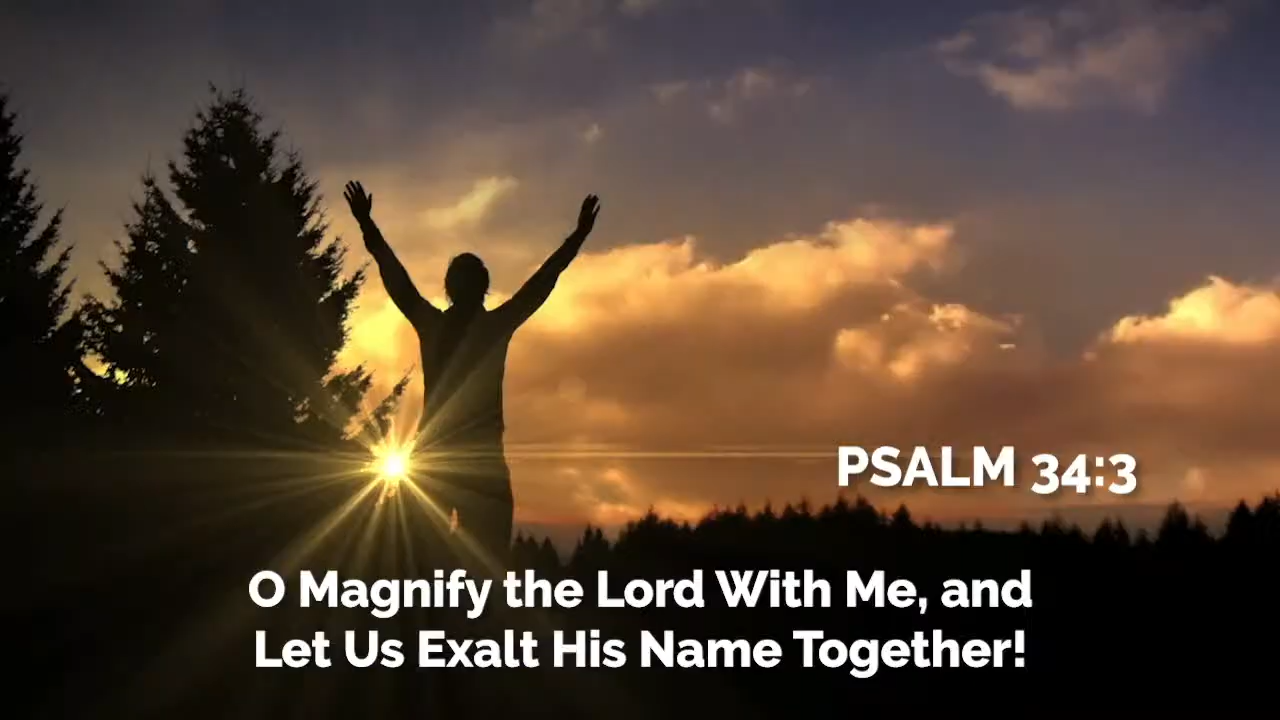 PSALM 34:3
O Magnify the Lord With Me, and
Let Us Exalt His Name Together!